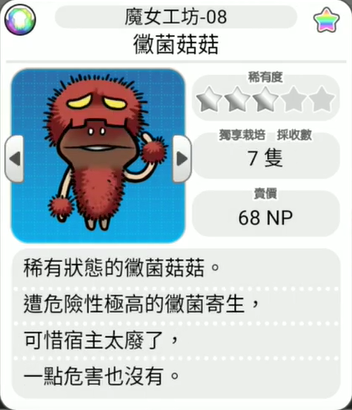 魔女工坊-08
黴菌菇菇
稀有度
獨享栽培 採收數
7 隻
賣價
68 NP
稀有狀態的黴菌菇菇。
遭危險性極高的黴菌寄生，
可惜宿主太廢了，
一點危害也沒有。